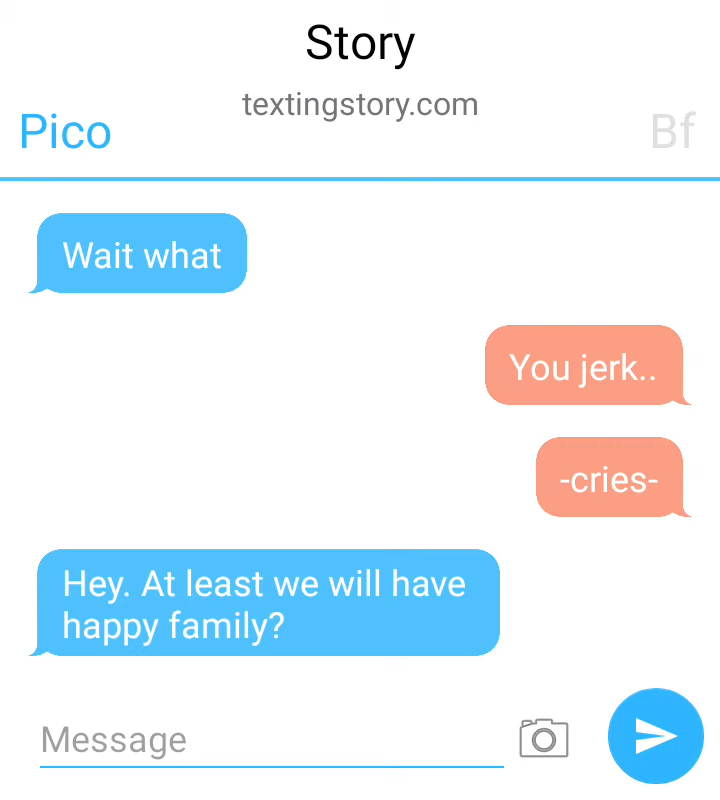 Story
textingstory.com
Pico
Bf
Wait what
You jerk..
-cries-
Hey. At least we will have
happy family?
Message